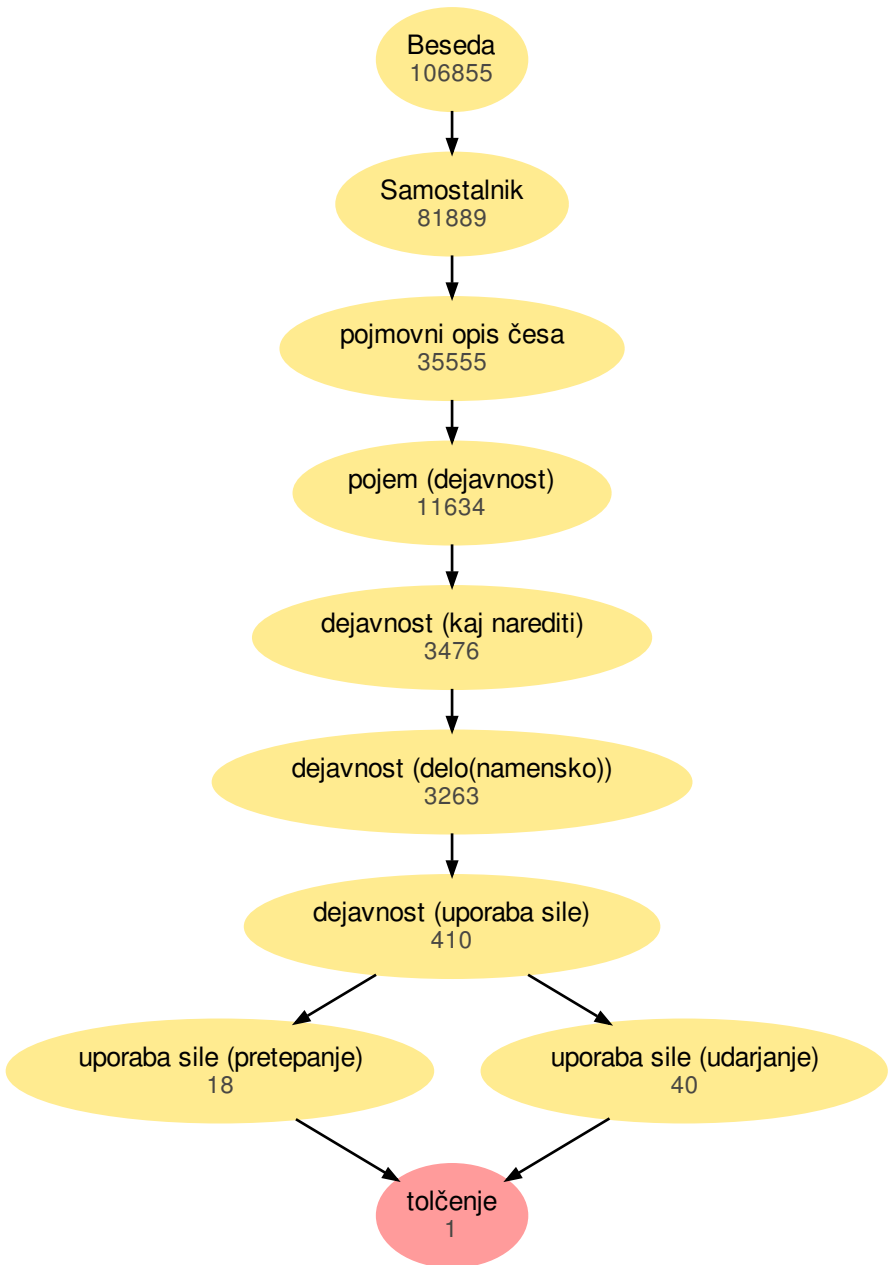 Beseda
106855
Samostalnik
81889
pojmovni opis česa
35555
pojem (dejavnost)
11634
dejavnost (kaj narediti)
3476
dejavnost (delo(namensko))
3263
dejavnost (uporaba sile)
410
uporaba sile (pretepanje)
18
uporaba sile (udarjanje)
40
tolčenje
1